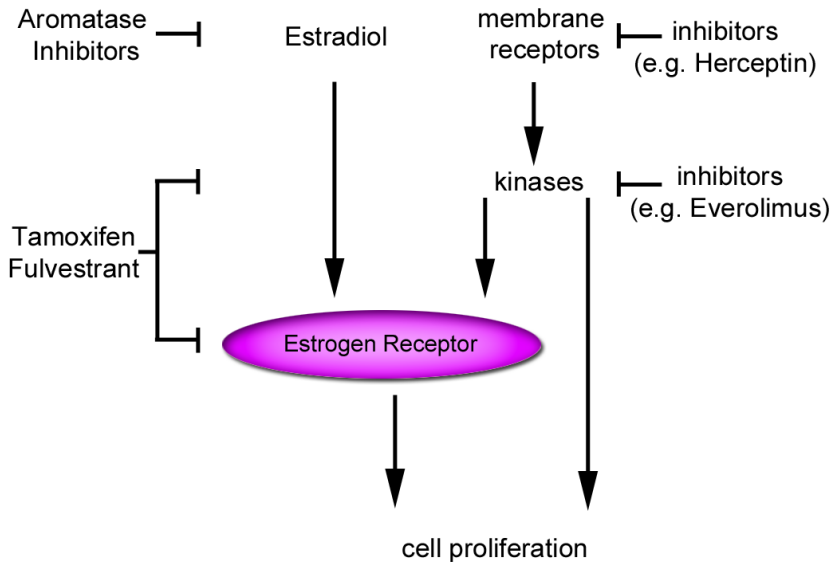 Aromatase
Inhibitors
Estradiol
membrane
receptors
inhibitors
(e.g. Herceptin)
kinases
inhibitors
(e.g. Everolimus)
Tamoxifen
Fulvestrant
Estrogen Receptor
cell proliferation